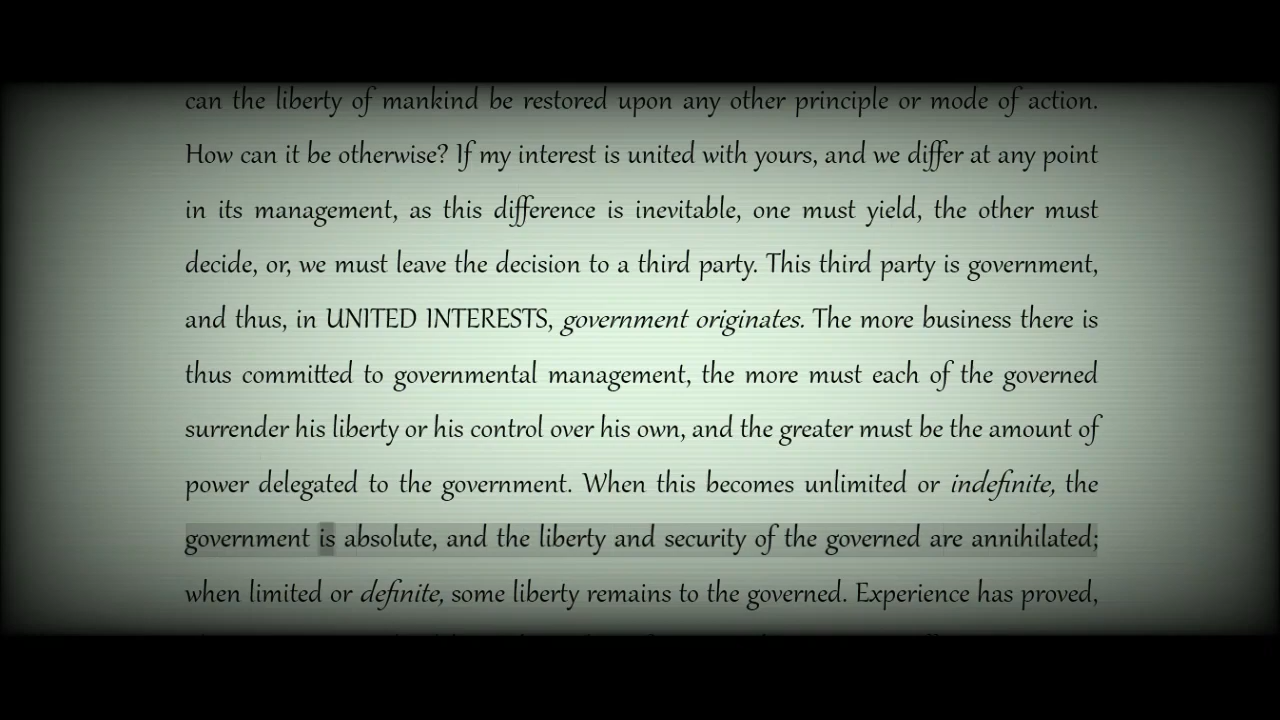 can the liberty of mankind be restored upon any other principle or mode of action.
How can it be otherwise? If my interest is united with yours, and we differ at any point
in its management, as this difference is inevitable, one must yield, the other must
decide, or, we must leave the decision to a third party. This third party is government,
and thus, in UNITED INTERESTS, government originates. The more business there is
thus committed to governmental management, the more must each of the governed
surrender his liberty or his control over his own, and the greater must be the amount of
power delegated to the government. When this becomes unlimited or indefinite, the
government is absolute, and the liberty and security of the governed are annihilated;
when limited or definite, some liberty remains to the governed. Experience has proved,